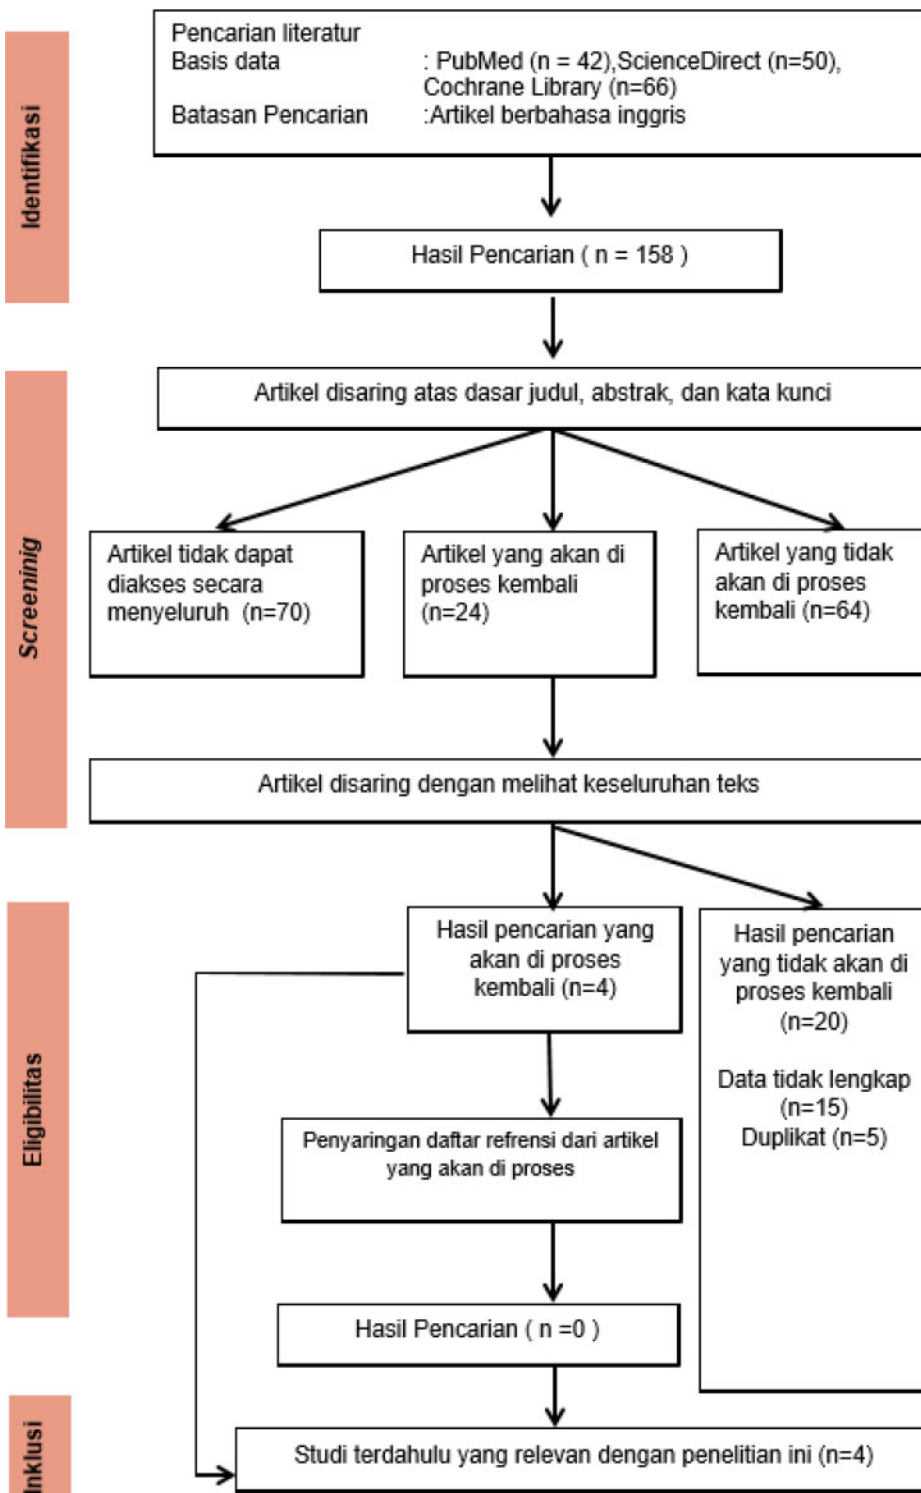 Identifikasi
Pencarian literatur
Basis data : PubMed (n = 42),ScienceDirect (n=50),
Cochrane Library (n=66)
Batasan Pencarian :Artikel berbahasa inggris
Hasil Pencarian ( n = 158 )
Screeninig
Artikel disaring atas dasar judul, abstrak, dan kata kunci
Artikel tidak dapat
diakses secara
menyeluruh (n=70)
Artikel yang akan di
proses kembali
(n=24)
Artikel yang tidak
akan di proses
kembali (n=64)
Artikel disaring dengan melihat keseluruhan teks
Eligibilitas
Hasil pencarian yang
akan di proses
kembali (n=4)
Hasil pencarian
yang tidak akan di
proses kembali
(n=20)
Data tidak lengkap
(n=15)
Duplikat (n=5)
Penyaringan daftar refrensi dari artikel
yang akan di proses
Hasil Pencarian ( n =0 )
Inklusi
Studi terdahulu yang relevan dengan penelitian ini (n=4)